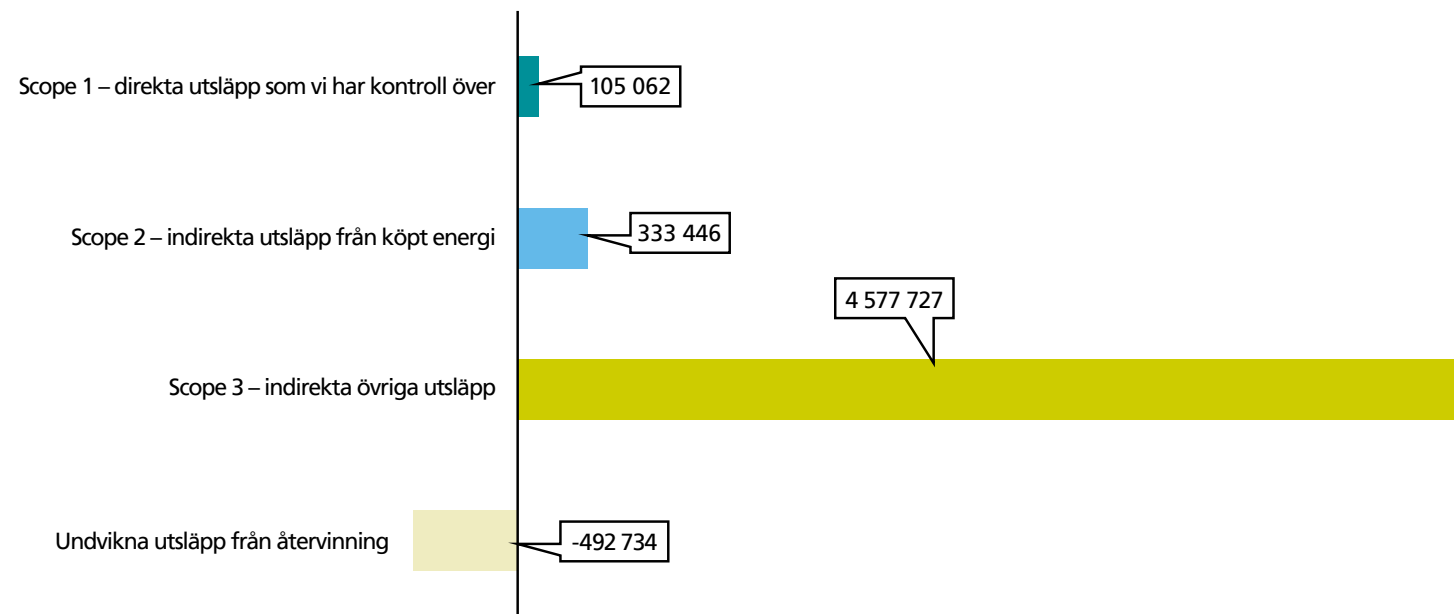 Scope 1 – direkta utsläpp som vi har kontroll över
105 062
Scope 2 – indirekta utsläpp från köpt energi
333 446
4 577 727
Scope 3 – indirekta övriga utsläpp
Undvikna utsläpp från återvinning
-492 734